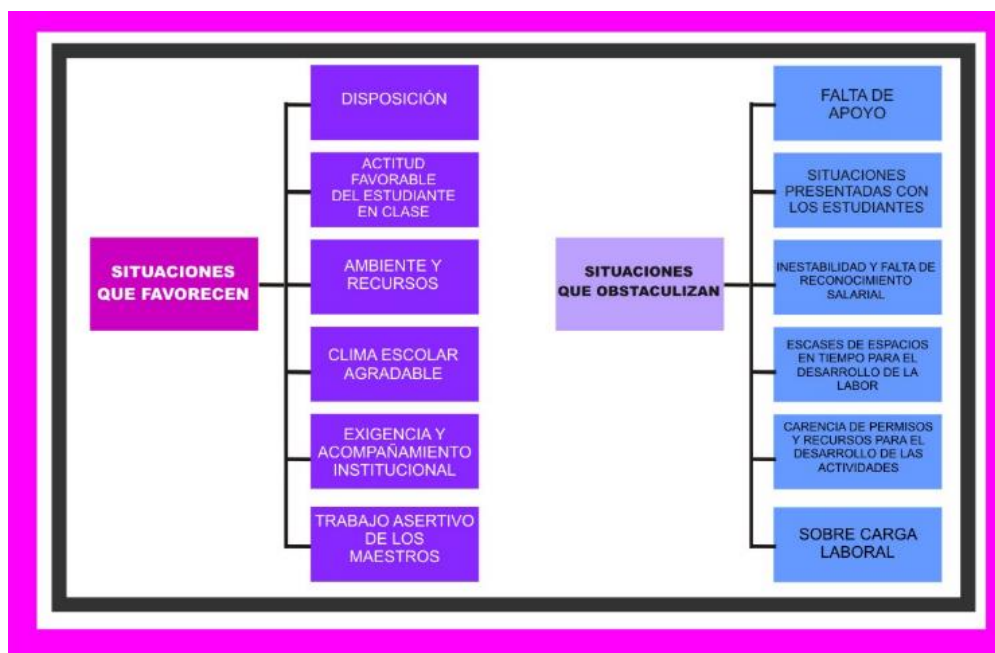 SITUACIONES
QUE FAVORECEN
DISPOSICIÓN
ACTITUD
FAVORABLE
DEL ESTUDIANTE
EN CLASE
AMBIENTE Y
RECURSOS
CLIMA ESCOLAR
AGRADABLE
EXIGENCIA Y
ACOMPAÑAMIENTO
INSTITUCIONAL
TRABAJO ASERTIVO
DE LOS
MAESTROS
SITUACIONES
QUE OBSTACULIZAN
FALTA DE
APOYO
SITUACIONES
PRESENTADAS CON
LOS ESTUDIANTES
INESTABILIDAD Y FALTA DE
RECONOCIMIENTO
SALARIAL
ESCASES DE ESPACIOS
EN TIEMPO PARA EL
DESARROLLO DE LA
LABOR
CARENCIA DE PERMISOS
Y RECURSOS PARA EL
DESARROLLO DE LAS
ACTIVIDADES
SOBRE CARGA
LABORAL